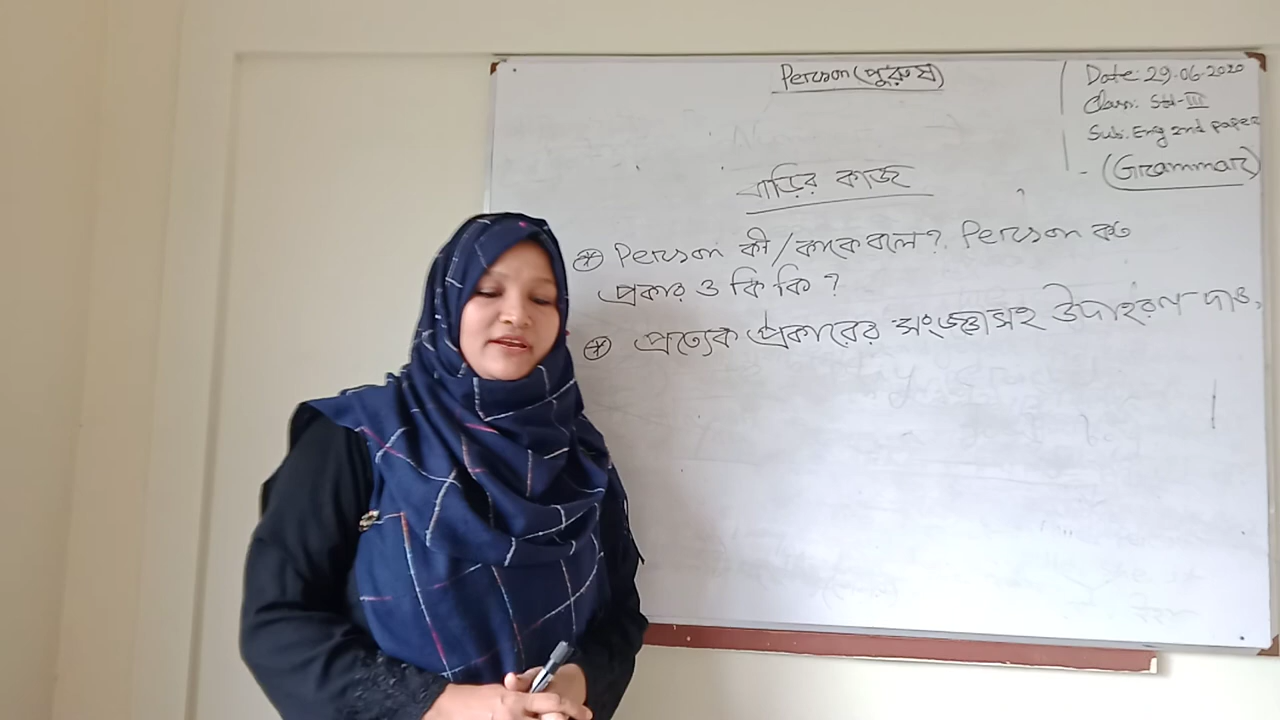 Person (পুরুষ)
Date: 29.06.2020
Class: Std-III
Sub: Eng 2nd paper
(Grammar)
বাড়ির কাজ
Person কী/কাকে বলে? Person কত
প্রকার ও কি কি ?
প্রত্যেক প্রকারের সংজ্ঞাসহ উদাহরণ দাও,